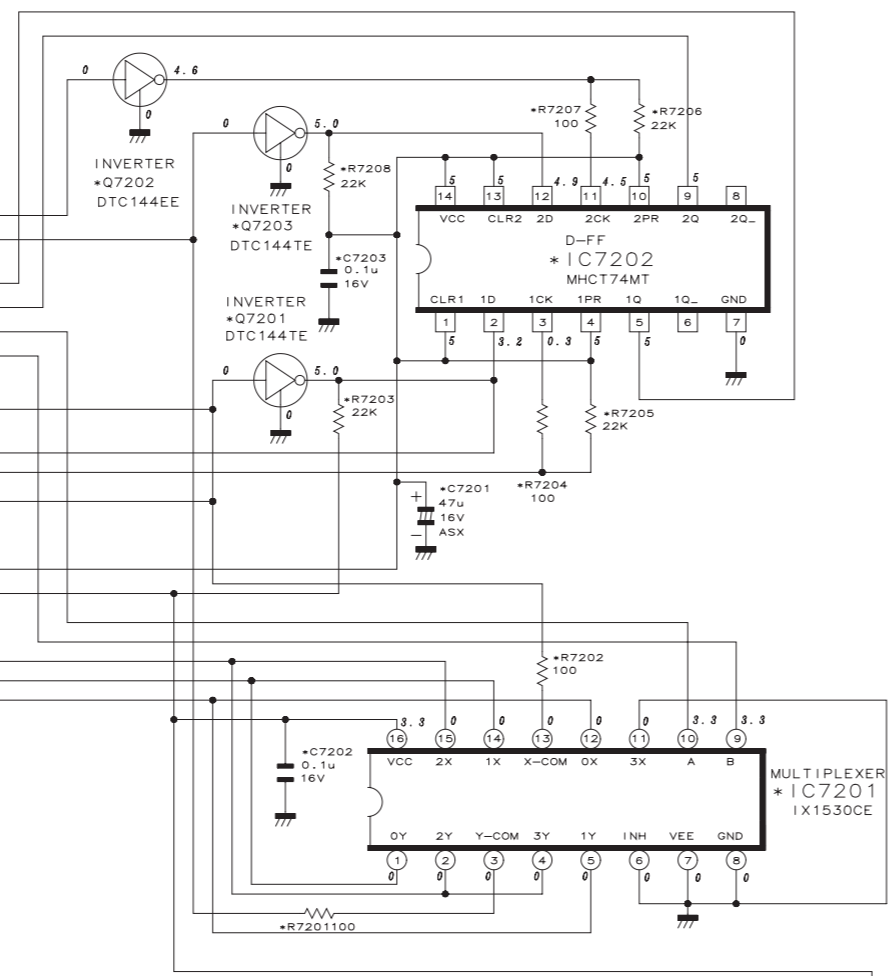 0
4.6
0
INVERTER
*Q7202
DTC144EE
0
5.0
0
INVERTER
*Q7203
DTC144TE
*R7208
22K
*C7203
0.1u
16V
*R7207
100
*R7206
22K
5
5
4.9
4.5
5
5
14
13
12
11
10
9
8
VCC
CLR2
2D
2CK
2PR
2Q
2Q_
D-FF
*IC7202
MHCT74MT
CLR1
1D
1CK
1PR
1Q
1Q_
GND
1
2
3
4
5
6
7
5
3.2
0.3
5
5
0
INVERTER
*Q7201
DTC144TE
0
5.0
0
*R7203
22K
*R7205
22K
*R7204
100
+
*C7201
47u
16V
ASX
-
*R7202
100
3.3
0
0
0
0
0
3.3
3.3
16
15
14
13
12
11
10
9
VCC
2X
1X
X-COM
0X
3X
A
B
*C7202
0.1u
16V
MULTIPLEXER
*IC7201
IX1530CE
0Y
2Y
Y-COM
3Y
1Y
INH
VEE
GND
1
2
3
4
5
6
7
8
0
0
0
0
0
0
0
0
*R7201100